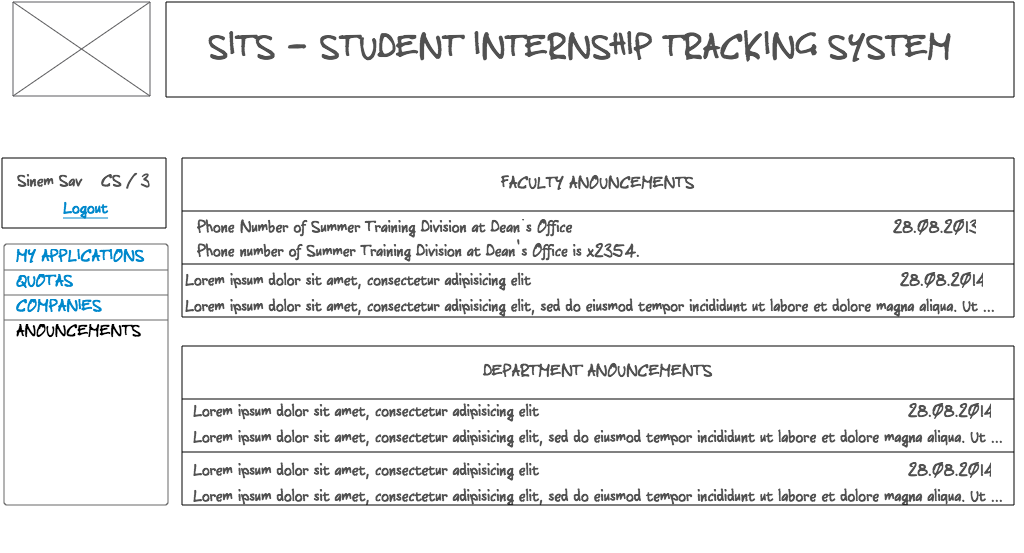 SITS - STUDENT INTERNSHIP TRACKING SYSTEM
Sinem Sav CS / 3
Logout
MY APPLICATIONS
QUOTAS
COMPANIES
ANOUNCEMENTS
FACULTY ANOUNCEMENTS
Phone Number of Summer Training Division at Dean's Office 28.08.2013
Phone number of Summer Training Division at Dean's Office is x2354.
Lorem ipsum dolor sit amet, consectetur adipisicing elit 28.08.2014
Lorem ipsum dolor sit amet, consectetur adipisicing elit, sed do eiusmod tempor incididunt ut labore et dolore magna aliqua. Ut ...
DEPARTMENT ANOUNCEMENTS
Lorem ipsum dolor sit amet, consectetur adipisicing elit 28.08.2014
Lorem ipsum dolor sit amet, consectetur adipisicing elit, sed do eiusmod tempor incididunt ut labore et dolore magna aliqua. Ut ...
Lorem ipsum dolor sit amet, consectetur adipisicing elit 28.08.2014
Lorem ipsum dolor sit amet, consectetur adipisicing elit, sed do eiusmod tempor incididunt ut labore et dolore magna aliqua. Ut ...